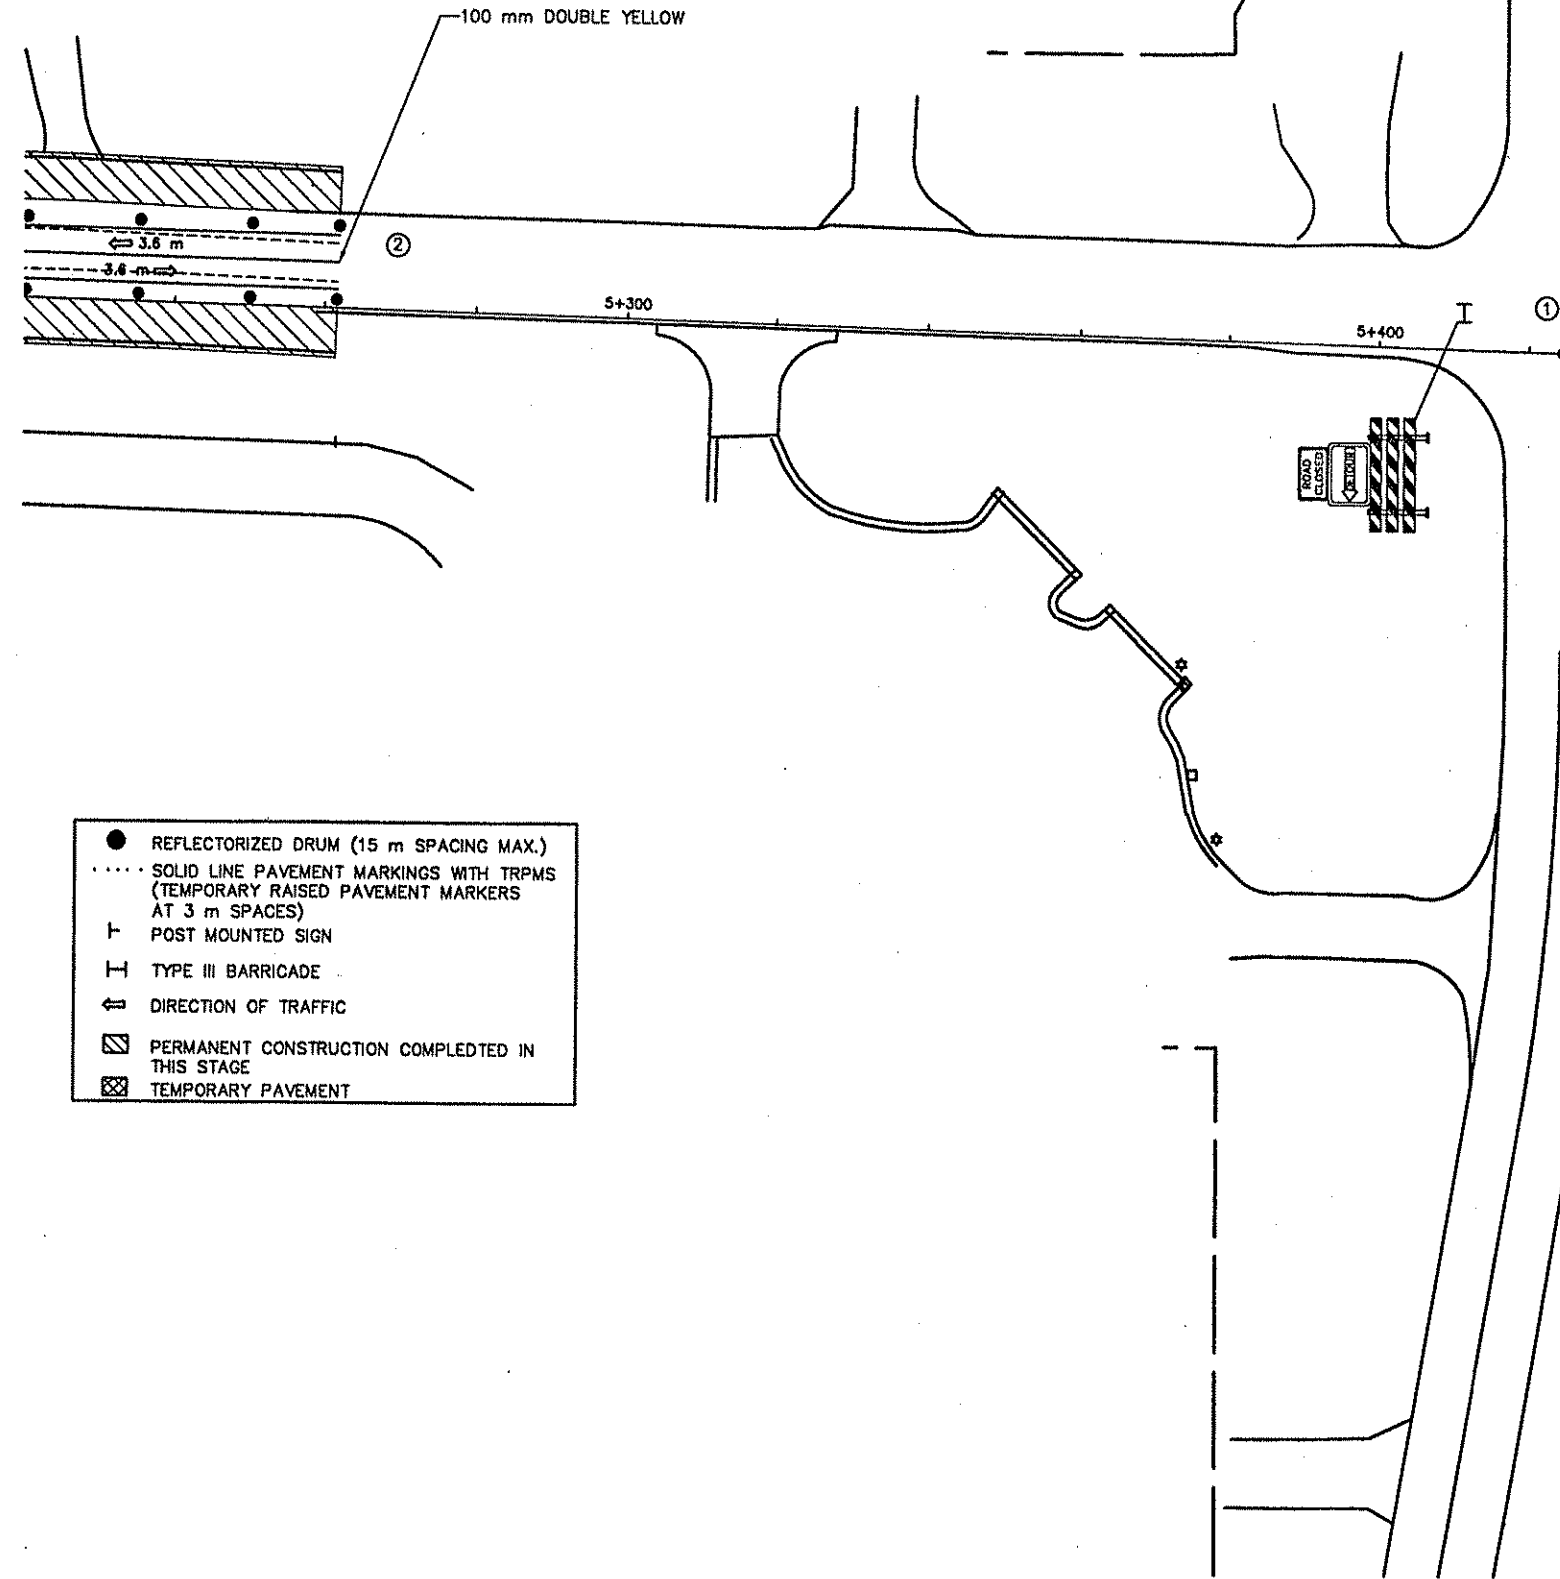 100 mm DOUBLE YELLOW
3.6 m
2
3.6 m
5+300
1
5+400
ROAD
CLOSED
DETOUR
REFLECTORIZED DRUM (15 m SPACING MAX.)
SOLID LINE PAVEMENT MARKINGS WITH TRPMS
(TEMPORARY RAISED PAVEMENT MARKERS
AT 3 m SPACES)
POST MOUNTED SIGN
TYPE III BARRICADE
DIRECTION OF TRAFFIC
PERMANENT CONSTRUCTION COMPLEDTED IN
THIS STAGE
TEMPORARY PAVEMENT